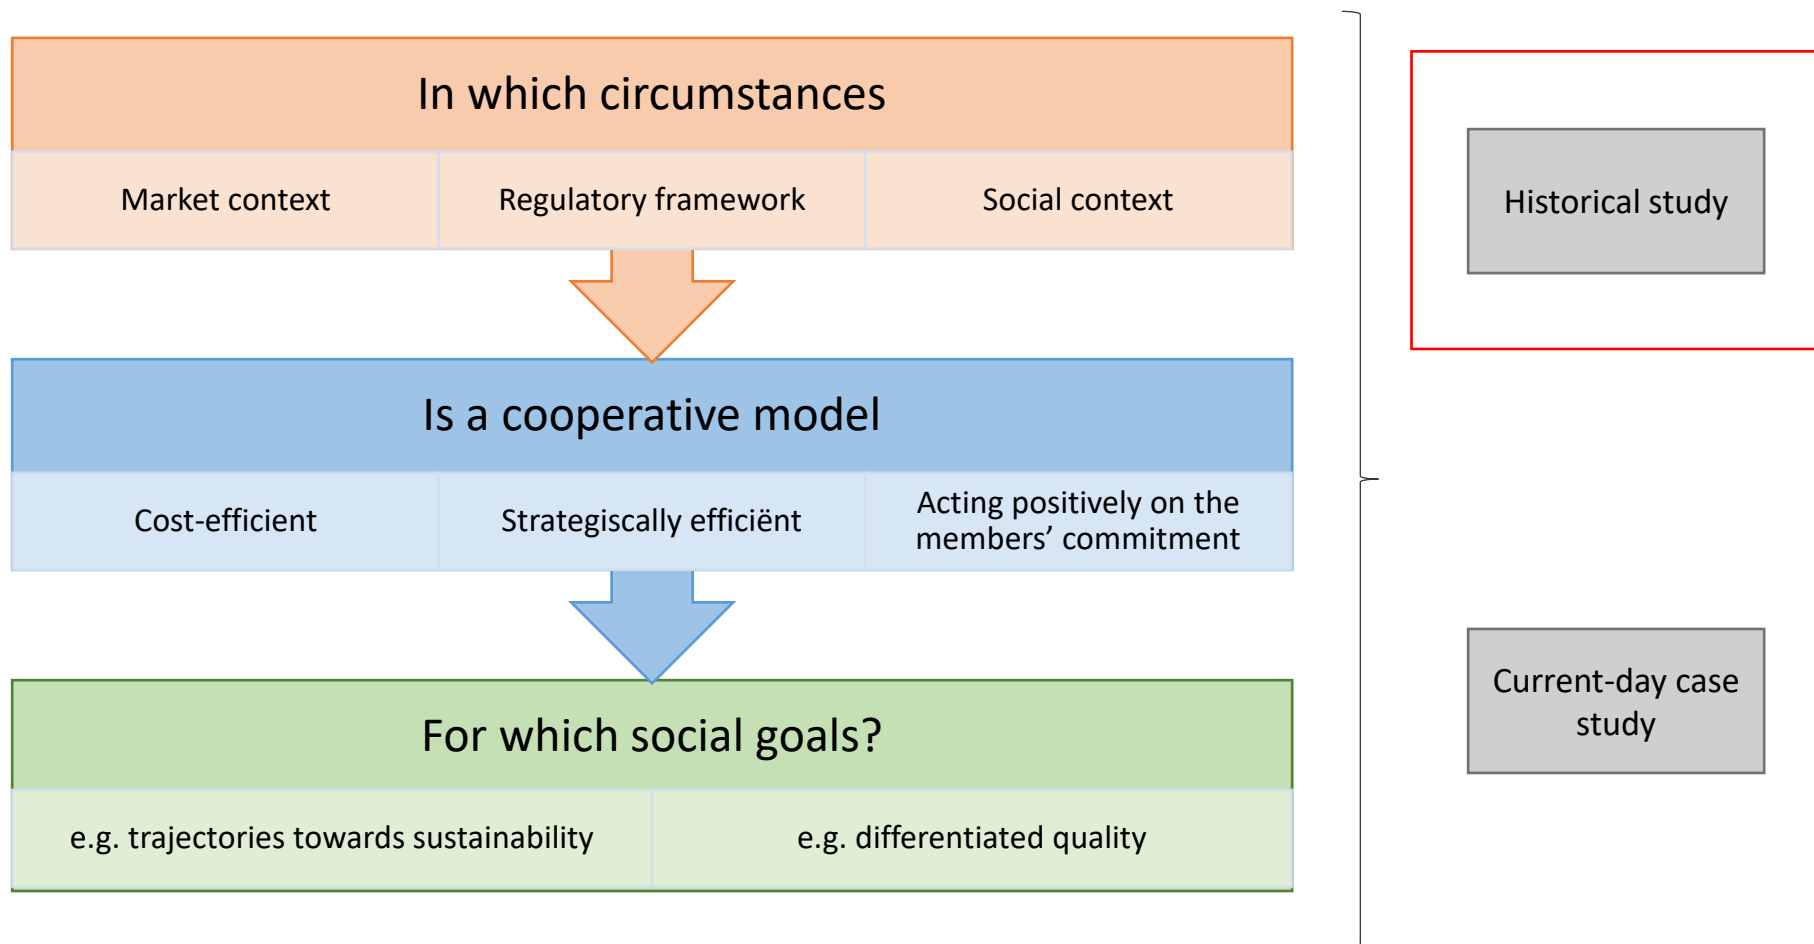 In which circumstances
Market context
Regulatory framework
Social context
Is a cooperative model
Cost-efficient
Strategiscally efficiënt
Acting positively on the
members’ commitment
For which social goals?
e.g. trajectories towards sustainability
e.g. differentiated quality
Historical study
Current-day case
study